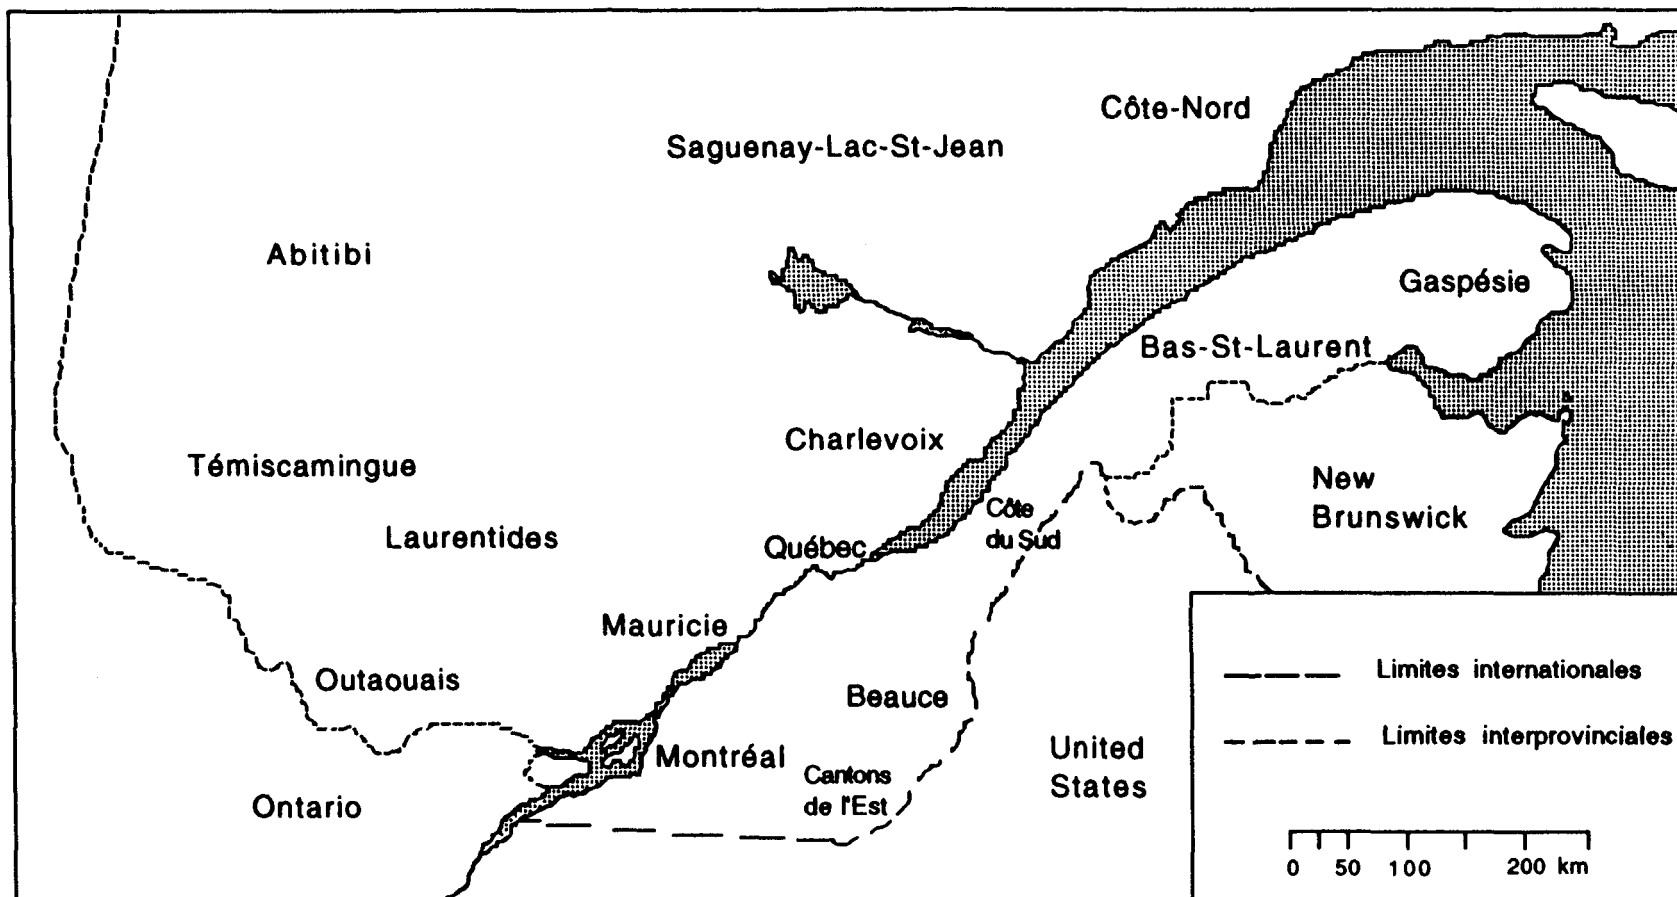 Côte-Nord
Saguenay-Lac-St-Jean
Abitibi
Gaspésie
Bas-St-Laurent
Charlevoix
Témiscamingue
New
Brunswick
Côte
du Sud
Laurentides
Québec
Mauricie
Outaouais
Beauce
Montréal
United
States
Cantons
de l'Est
Ontario
Limites internationales
Limites interprovinciales
0 50 100 200 km